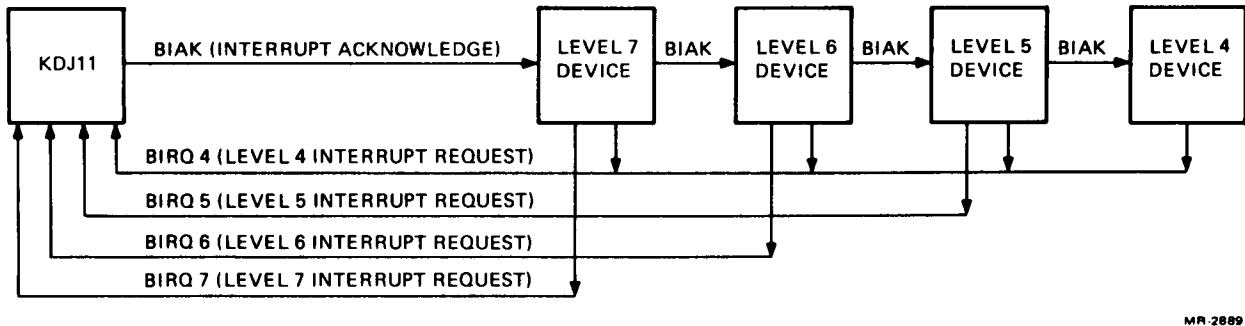 KDJ11
BIAK (INTERRUPT ACKNOWLEDGE)
LEVEL 7
DEVICE
BIAK
LEVEL 6
DEVICE
BIAK
LEVEL 5
DEVICE
BIAK
LEVEL 4
DEVICE
BIRQ 4 (LEVEL 4 INTERRUPT REQUEST)
BIRQ 5 (LEVEL 5 INTERRUPT REQUEST)
BIRQ 6 (LEVEL 6 INTERRUPT REQUEST)
BIRQ 7 (LEVEL 7 INTERRUPT REQUEST)
MR-2889